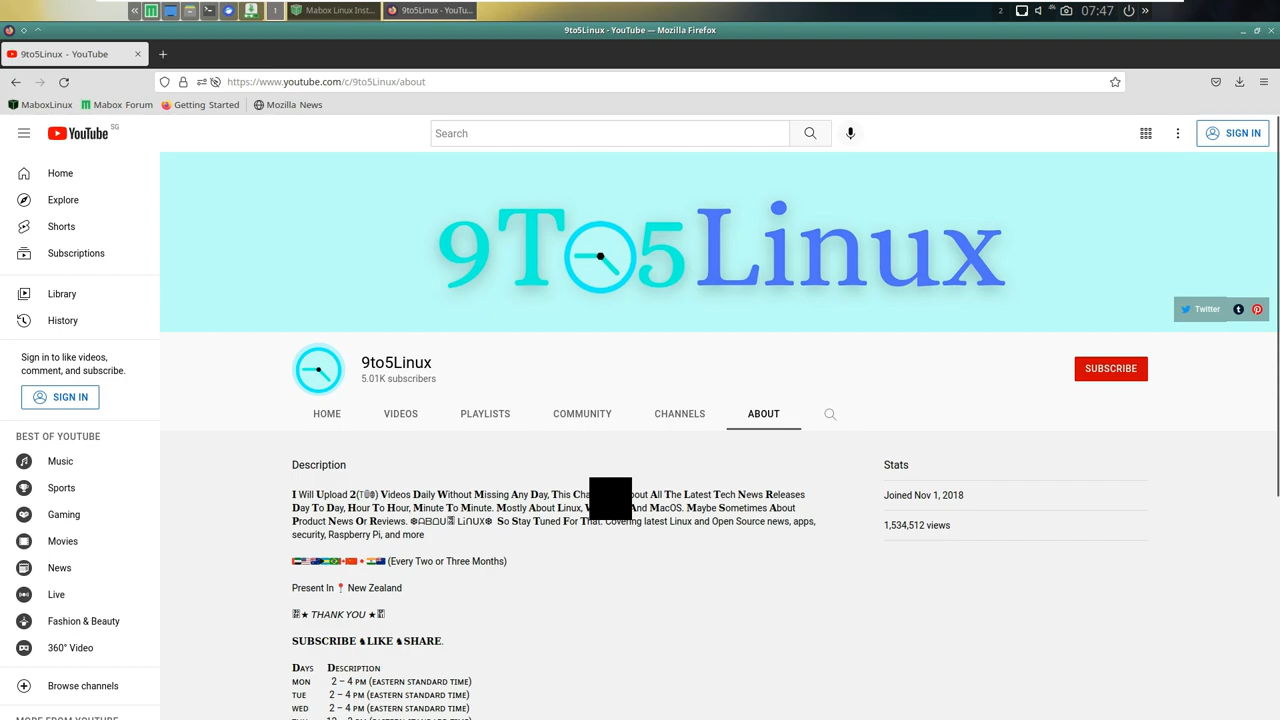 Mabox Linux Inst...
9to5Linux - YouTu...
1
2
07:47
9to5Linux - YouTube — Mozilla Firefox
9to5Linux - YouTube
https://www.youtube.com/c/9to5Linux/about
MaboxLinux
Mabox Forum
Getting Started
Mozilla News
YouTube SG
Search
SIGN IN
Home
Explore
Shorts
Subscriptions
Library
History
Sign in to like videos,
comment, and subscribe.
SIGN IN
BEST OF YOUTUBE
Music
Sports
Gaming
Movies
News
Live
Fashion & Beauty
360° Video
Browse channels
MORE FROM YOUTUBE
9To5Linux
Twitter
9to5Linux
5.01K subscribers
SUBSCRIBE
HOME
VIDEOS
PLAYLISTS
COMMUNITY
CHANNELS
ABOUT
Description
I Will Upload 2 Videos Daily Without Missing Any Day, This All The Latest Tech News Releases
Day To Day, Hour To Hour, Minute To Minute. Mostly About Linux, And MacOS. Maybe Sometimes About
Product News Or Reviews. LiNUX❆ So Stay Tuned For That. Covering latest Linux and Open Source news, apps,
security, Raspberry Pi, and more
(Every Two or Three Months)
Present In 📍 New Zealand
★ THANK YOU ★
SUBSCRIBE ♞LIKE ♞SHARE.
Days Description
MON 2 – 4 PM (EASTERN STANDARD TIME)
TUE 2 – 4 PM (EASTERN STANDARD TIME)
WED 2 – 4 PM (EASTERN STANDARD TIME)
Stats
Joined Nov 1, 2018
1,534,512 views